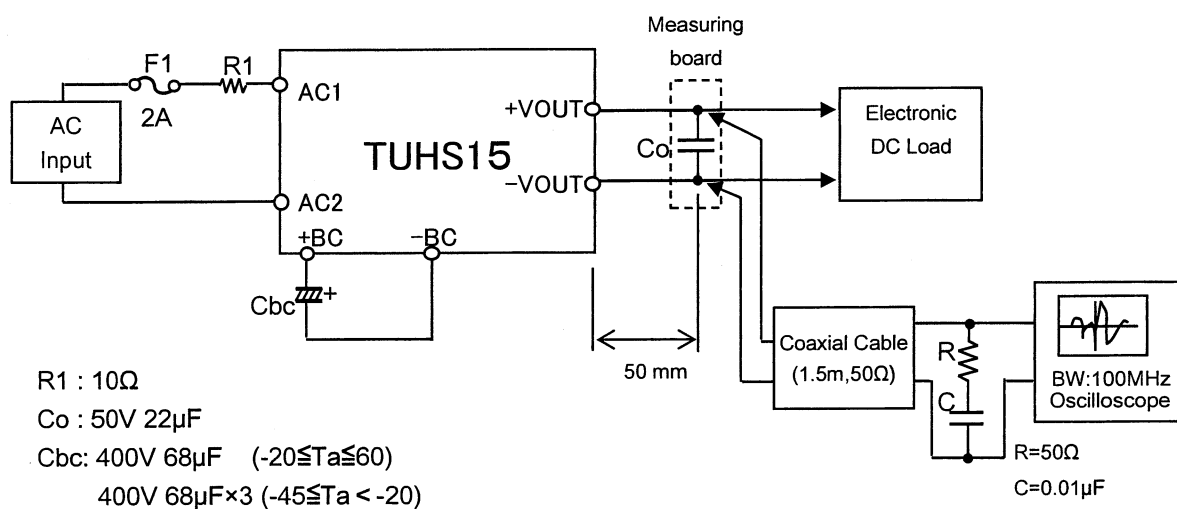 Measuring
board
F1
R1
2A
AC
Input
AC1
AC2
TUHS15
+VOUT
-VOUT
+BC
-BC
Co
Electronic
DC Load
Cbc
+
50 mm
Coaxial Cable
(1.5m,50Ω)
R
C
BW:100MHz
Oscilloscope
R=50Ω
C=0.01μF
R1 : 10Ω
Co : 50V 22μF
Cbc: 400V 68μF (-20≦Ta≦60)
400V 68μF×3 (-45≦Ta < -20)